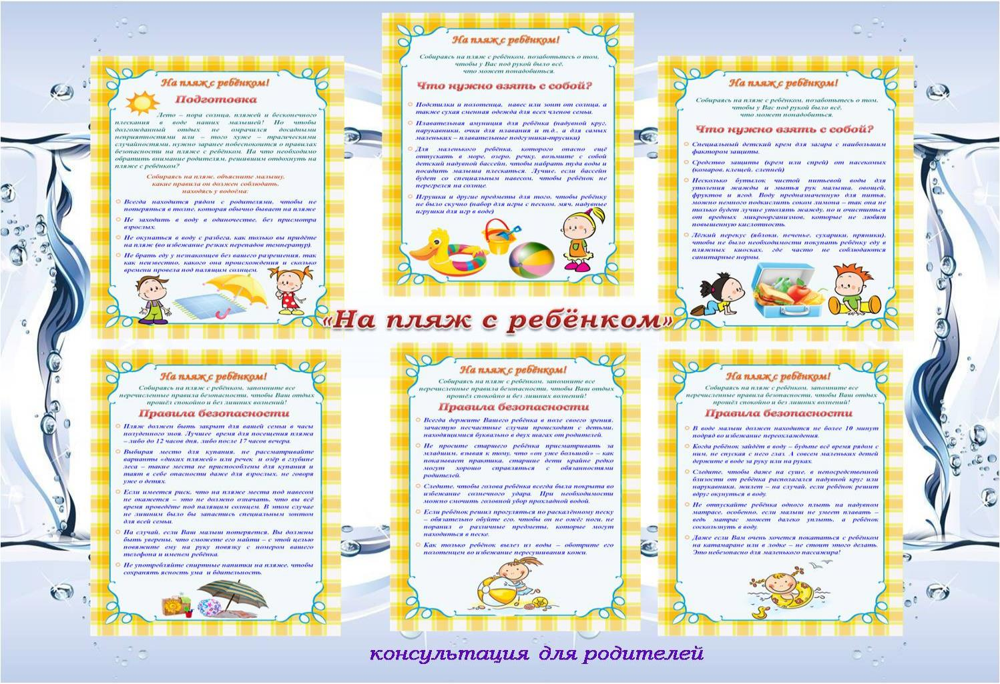 На пляж с ребёнком!
Подготовка
Лето – пора солнца, пляжей и бесконечного
плескания в воде наших малышей! Но чтобы
долгожданный отдых не омрачился досадными
неприятностями или – того хуже – трагическими
случайностями, нужно заранее побеспокоится о правилах
безопасности на пляже с ребёнком. На что необходимо
обратить внимание родителям, решившим отдохнуть на
пляже с ребёнком?
Собираясь на пляж, объясните малышу,
какие правила он должен соблюдать,
находясь у водоёма:
Всегда находится рядом с родителями, чтобы не
потеряться в толпе, которая обычно бывает на пляже
Не заходить в воду в одиночестве, без присмотра
взрослых.
Не окунаться в воду с разбега, как только вы придёте
на пляж (во избежание резких перепадов температур).
Не брать еду у незнакомцев без вашего разрешения, так
как неизвестно, какого она происхождения и сколько
времени провела под палящим солнцем.
На пляж с ребёнком!
Собираясь на пляж с ребёнком, позаботьтесь о том,
чтобы у Вас под рукой было всё,
что может понадобиться.
Что нужно взять с собой?
Подстилки и полотенца, навес или зонт от солнца, а
также сухая сменная одежда для всех членов семьи.
Плавательная амуниция для ребёнка (надувной круг,
нарукавники, очки для плавания и т.д., а для самых
маленьких – плавательные подгузники-трусики)
Для маленького ребёнка, которого опасно ещё
отпускать в море, озеро, речку, возьмите с собой
детский надувной бассейн, чтобы набрать туда воды и
посадить малыша плескаться. Лучше, если бассейн
будет со специальным навесом, чтобы ребёнок не
перегрелся на солнце.
Игрушки и другие предметы для того, чтобы ребёнку
не было скучно (набор для игры с песком, мяч, надувные
игрушки для игр в воде)
На пляж с ребёнком!
Собираясь на пляж с ребёнком, позаботьтесь о том,
чтобы у Вас под рукой было всё,
что может понадобиться.
Что нужно взять с собой?
Специальный детский крем для загара с наибольшим
фактором защиты.
Средство защиты (крем или спрей) от насекомых
(комаров, клещей, слепней)
Несколько бутылок чистой питьевой воды для
утоления жажды и мытья рук малыша, овощей,
фруктов и ягод. Воду предназначенную для питья,
можно немного подкислить соком лимона – так она не
только будет лучше утолять жажду, но и очиститься
от вредных микроорганизмов, которые не любят
повышенную кислотность.
Лёгкий перекус (яблоки, печенье, сухарики, пряники),
чтобы не было необходимости покупать ребёнку еду в
пляжных киосках, где часто не соблюдаются
санитарные нормы.
«На пляж с ребёнком»
На пляж с ребёнком!
Собираясь на пляж с ребёнком, запомните все
перечисленные правила безопасности, чтобы Ваш отдых
прошёл спокойно и без лишних волнений!
Правила безопасности
Пляж должен быть закрыт для вашей семьи в часы
полуденного зноя. Лучшее время для посещения пляжа
– либо до 12 часов дня, либо после 17 часов вечера.
Выбирая место для купания, не рассматривайте
варианты «диких пляжей» или речек и озёр в глубине
леса – такие места не приспособлены для купания и
таят в себе опасности даже для взрослых, не говоря
уже о детях.
Если имеется риск, что на пляже места под навесом
не окажется – это не должно означать, что вы всё
время проведёте под палящим солнцем. В этом случае
не лишним было бы запастись специальным зонтом
для всей семьи.
На случай, если Ваш малыш потеряется, Вы должны
быть уверены, что сможете его найти – с этой целью
повяжите ему на руку повязку с номером вашего
телефона и именем ребёнка.
Не употребляйте спиртные напитки на пляже, чтобы
сохранять ясность ума и бдительность.
На пляж с ребёнком!
Собираясь на пляж с ребёнком, запомните все
перечисленные правила безопасности, чтобы Ваш отдых
прошёл спокойно и без лишних волнений!
Правила безопасности
Всегда держите Вашего ребёнка в поле своего зрения,
зачастую несчастные случаи происходят с детьми,
находящимися буквально в двух шагах от родителей.
Не просите старшего ребёнка присматривать за
младшим, взывая к тому, что «он уже большой» – как
показывает практика, старшие дети крайне редко
могут хорошо справляться с обязанностями
родителей.
Следите, чтобы голова ребёнка всегда была покрыта во
избежание солнечного удара. При необходимости
можно смочить головной убор прохладной водой.
Если ребёнок решил прогуляться по раскалённому песку
– обязательно обуйте его, чтобы он не ожёг ноги, не
поранил о различные предметы, которые могут
находиться в песке.
Как только ребёнок вылез из воды – оботрите его
полотенцем во избежание пересушивания кожи.
На пляж с ребёнком!
Собираясь на пляж с ребёнком, запомните все
перечисленные правила безопасности, чтобы Ваш отдых
прошёл спокойно и без лишних волнений!
Правила безопасности
В воде малыш должен находится не более 10 минут
подряд во избежание переохлаждения.
Когда ребёнок зайдёт в воду – будьте всё время рядом с
ним, не спуская с него глаз. А совсем маленьких детей
держите в воде за руку или на руках.
Следите, чтобы даже на суше, в непосредственной
близости от ребёнка располагался надувной круг или
нарукавники, жилет – на случай, если ребёнок решит
вдруг окунуться в воду.
Не отпускайте ребёнка одного плыть на надувном
матрасе, особенно, если малыш не умеет плавать –
ведь матрас может далеко уплыть, а ребёнок
соскользнуть в воду.
Даже если Вам очень хочется покататься с ребёнком
на катамаране или в лодке – не стоит этого делать.
Это небезопасно для маленького пассажира!
консультация для родителей